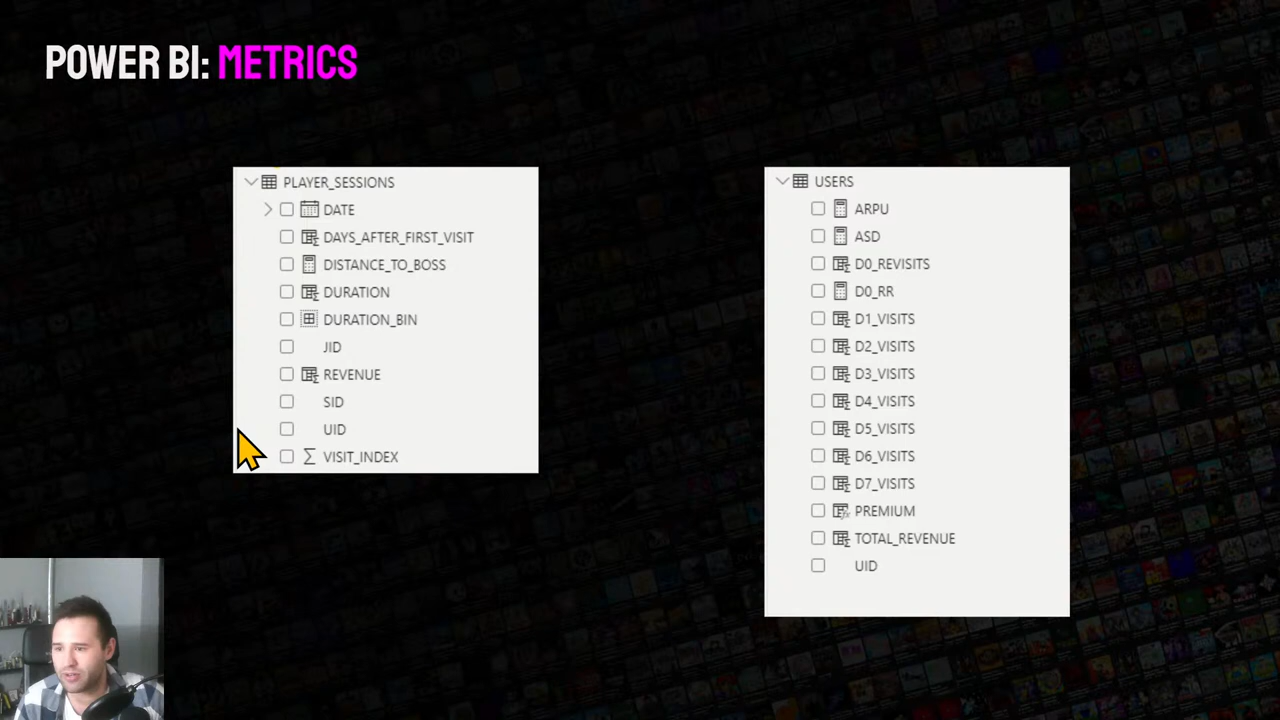 POWER BI: METRICS
PLAYER_SESSIONS
DATE
DAYS_AFTER_FIRST_VISIT
DISTANCE_TO_BOSS
DURATION
DURATION_BIN
JID
REVENUE
SID
UID
VISIT_INDEX
USERS
ARPU
ASD
D0_REVISITS
D0_RR
D1_VISITS
D2_VISITS
D3_VISITS
D4_VISITS
D5_VISITS
D6_VISITS
D7_VISITS
PREMIUM
TOTAL_REVENUE
UID